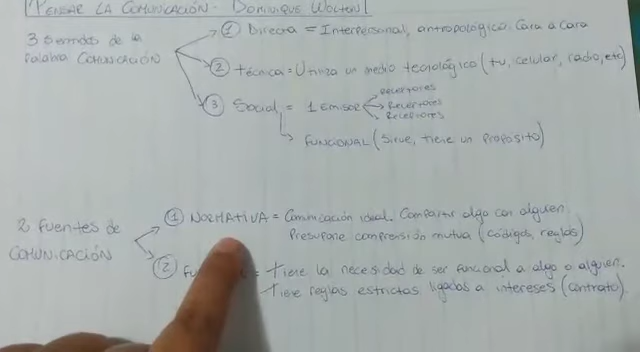 PENSAR LA COMUNICACIÓN - DOMINIQUE WOLTON
3 Sentidos de la palabra COMUNICACIÓN
① Directa = Interpersonal, antropológica. Cara a Cara
② Técnica = Utiliza un medio tecnológico (tv, celular, radio, etc)
③ Social = 1 EMISOR
RECEPTORES
RECEPTORES
RECEPTORES
FUNCIONAL (Sirve, tiene un Propósito)
2 fuentes de COMUNICACIÓN
① NORMATIVA = Comunicación ideal. Compartir algo con alguien.
Presupone comprensión mutua (códigos, reglas)
② = Tiene la necesidad de ser funcional a algo o alguien.
Tiene reglas estrictas ligadas a intereses (contrato).